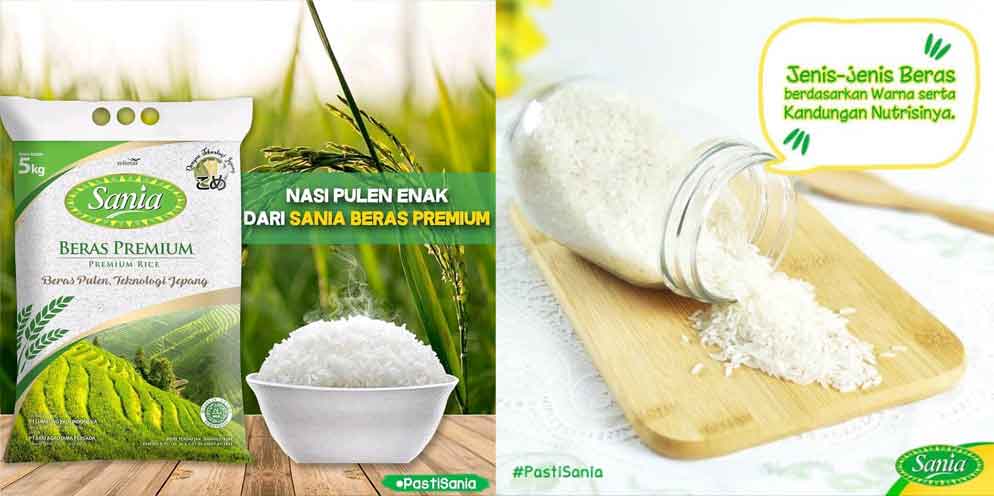 5kg
wilmar
Sania
BERAS PREMIUM
PREMIUM RICE
Beras Pulen, Teknologi Jepang
NASI PULEN ENAK
DARI SANIA BERAS PREMIUM
#PastiSania
Jenis-jenis Beras
berdasarkan Warna serta
Kandungan Nutrisinya.
#PastiSania
Sania